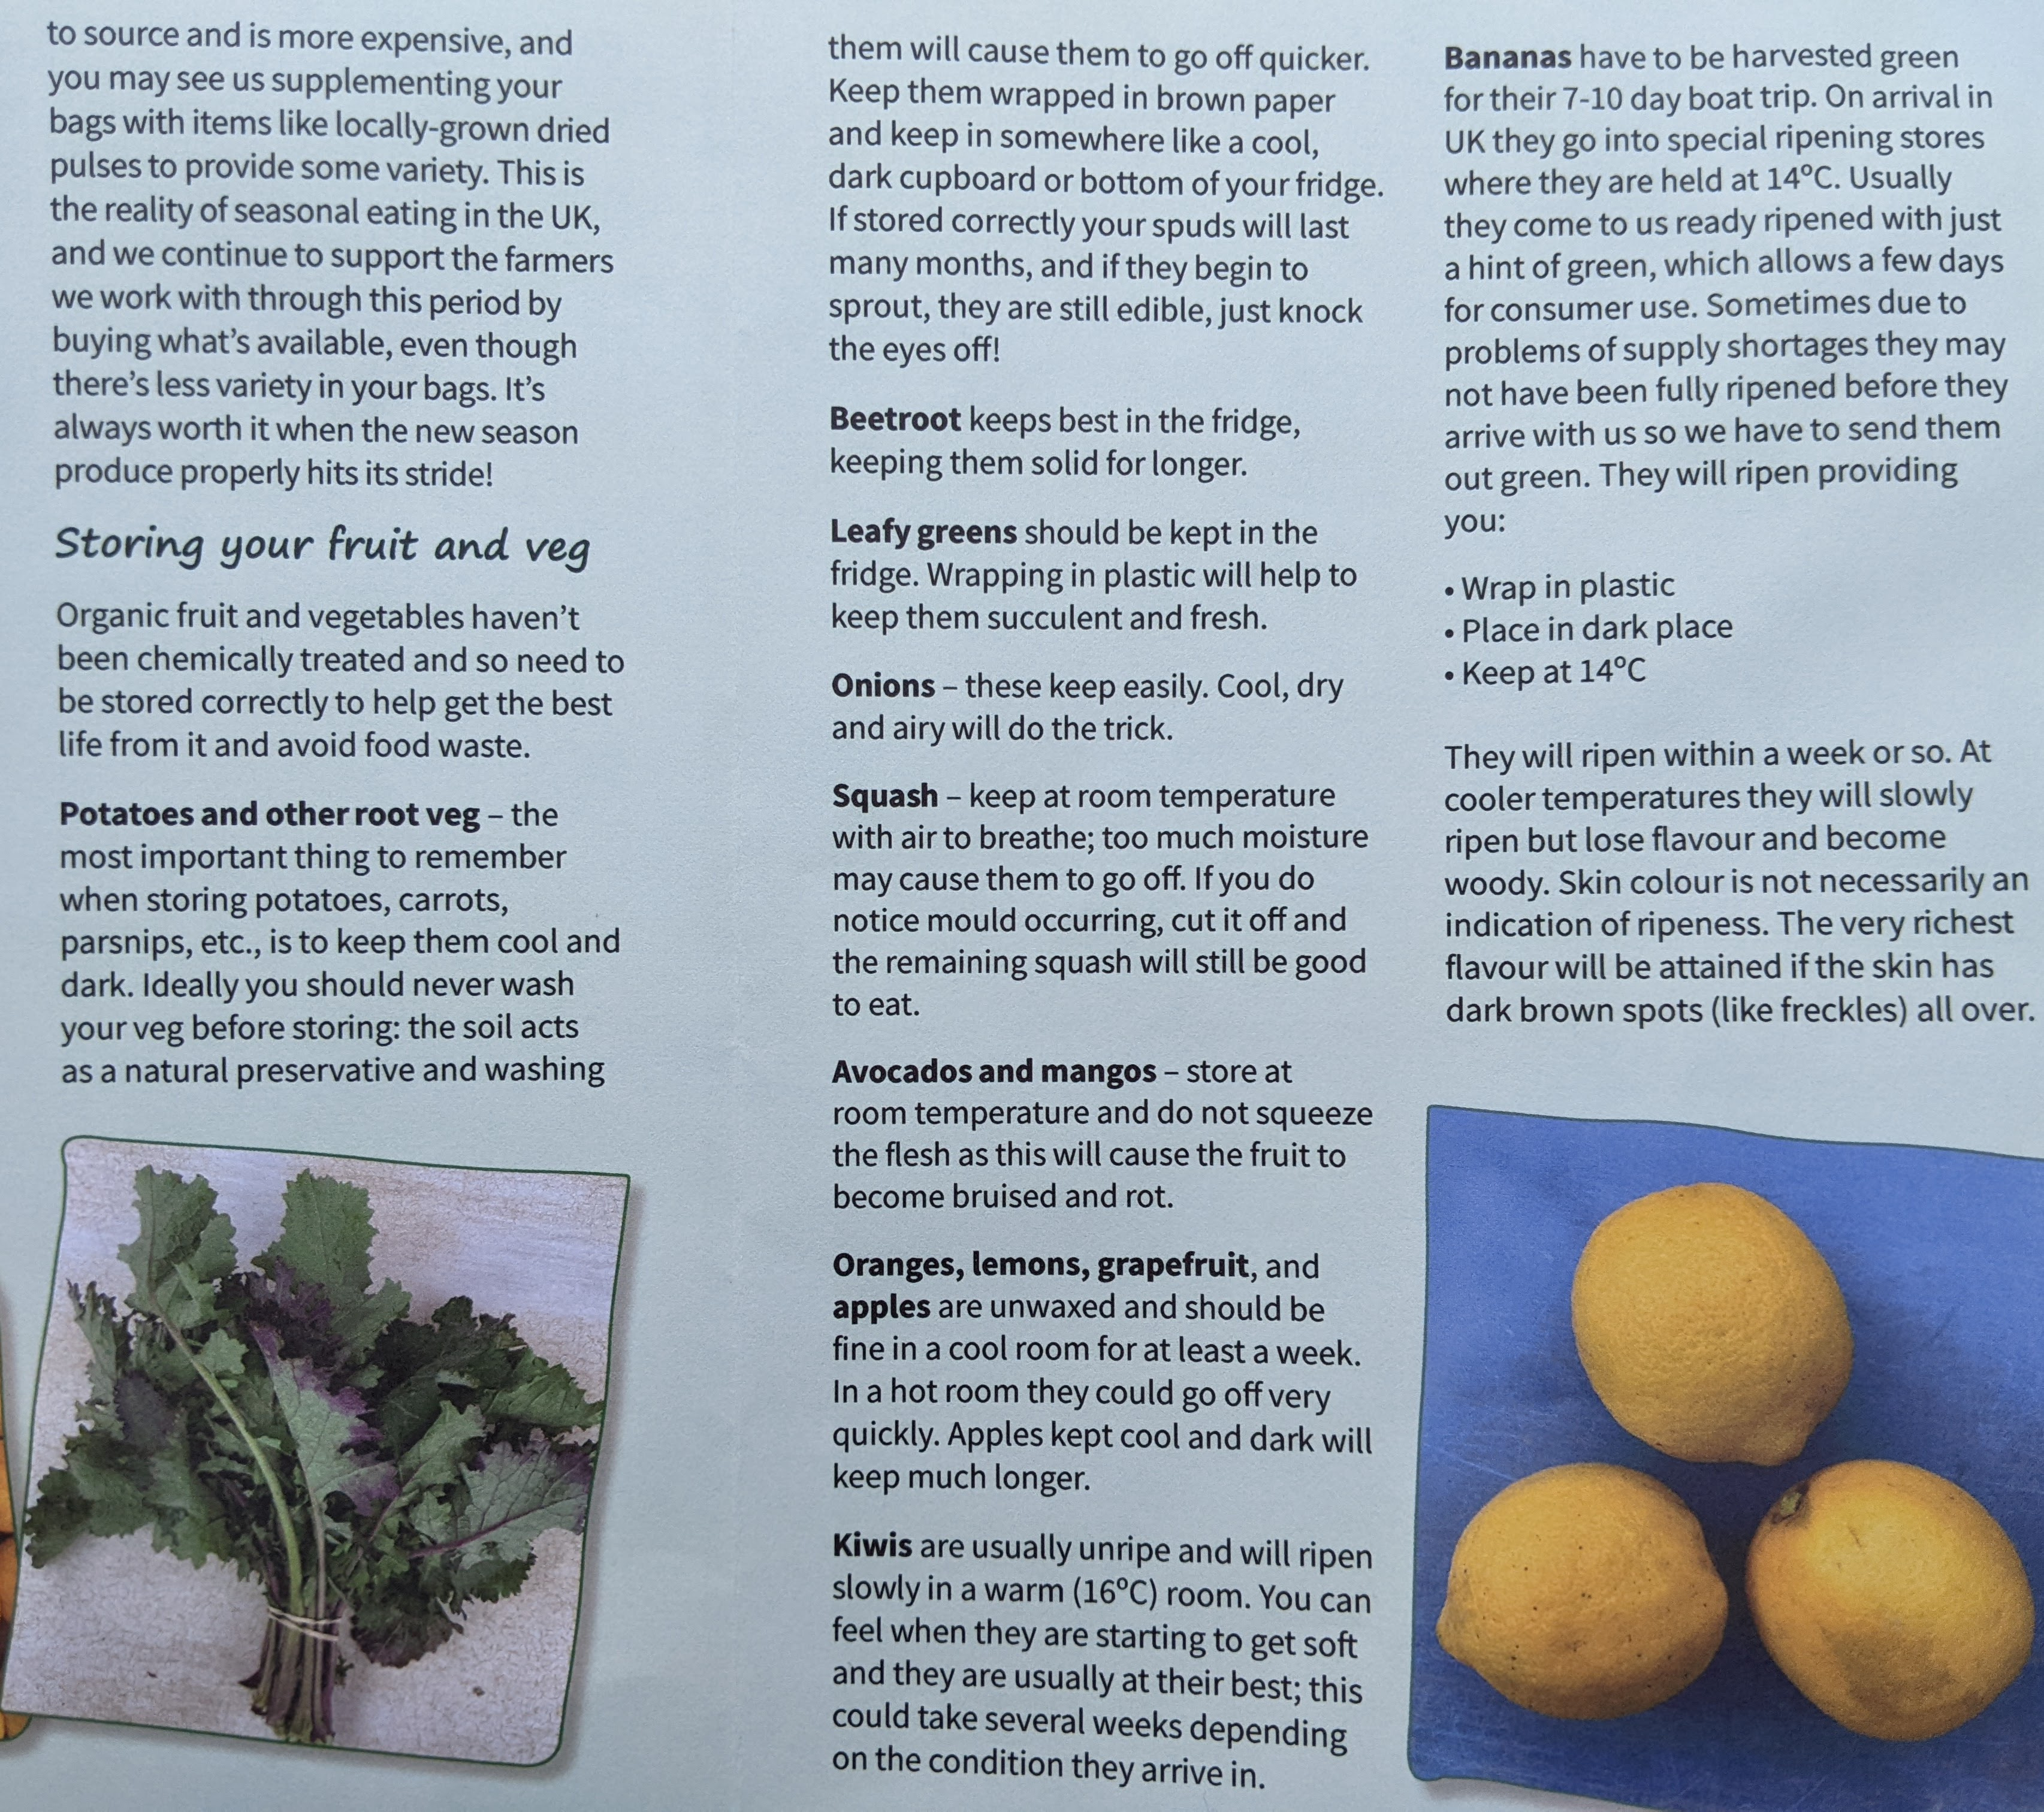 to source and is more expensive, and
you may see us supplementing your
bags with items like locally-grown dried
pulses to provide some variety. This is
the reality of seasonal eating in the UK,
and we continue to support the farmers
we work with through this period by
buying what's available, even though
there's less variety in your bags. It's
always worth it when the new season
produce properly hits its stride!
Storing your fruit and veg
Organic fruit and vegetables haven't
been chemically treated and so need to
be stored correctly to help get the best
life from it and avoid food waste.
Potatoes and other root veg – the
most important thing to remember
when storing potatoes, carrots,
parsnips, etc., is to keep them cool and
dark. Ideally you should never wash
your veg before storing: the soil acts
as a natural preservative and washing
them will cause them to go off quicker.
Keep them wrapped in brown paper
and keep in somewhere like a cool,
dark cupboard or bottom of your fridge.
If stored correctly your spuds will last
many months, and if they begin to
sprout, they are still edible, just knock
the eyes off!
Beetroot keeps best in the fridge,
keeping them solid for longer.
Leafy greens should be kept in the
fridge. Wrapping in plastic will help to
keep them succulent and fresh.
Onions – these keep easily. Cool, dry
and airy will do the trick.
Squash – keep at room temperature
with air to breathe; too much moisture
may cause them to go off. If you do
notice mould occurring, cut it off and
the remaining squash will still be good
to eat.
Avocados and mangos – store at
room temperature and do not squeeze
the flesh as this will cause the fruit to
become bruised and rot.
Oranges, lemons, grapefruit, and
apples are unwaxed and should be
fine in a cool room for at least a week.
In a hot room they could go off very
quickly. Apples kept cool and dark will
keep much longer.
Kiwis are usually unripe and will ripen
slowly in a warm (16ºC) room. You can
feel when they are starting to get soft
and they are usually at their best; this
could take several weeks depending
on the condition they arrive in.
Bananas have to be harvested green
for their 7-10 day boat trip. On arrival in
UK they go into special ripening stores
where they are held at 14ºC. Usually
they come to us ready ripened with just
a hint of green, which allows a few days
for consumer use. Sometimes due to
problems of supply shortages they may
not have been fully ripened before they
arrive with us so we have to send them
out green. They will ripen providing
you:
• Wrap in plastic
• Place in dark place
• Keep at 14ºC
They will ripen within a week or so. At
cooler temperatures they will slowly
ripen but lose flavour and become
woody. Skin colour is not necessarily an
indication of ripeness. The very richest
flavour will be attained if the skin has
dark brown spots (like freckles) all over.